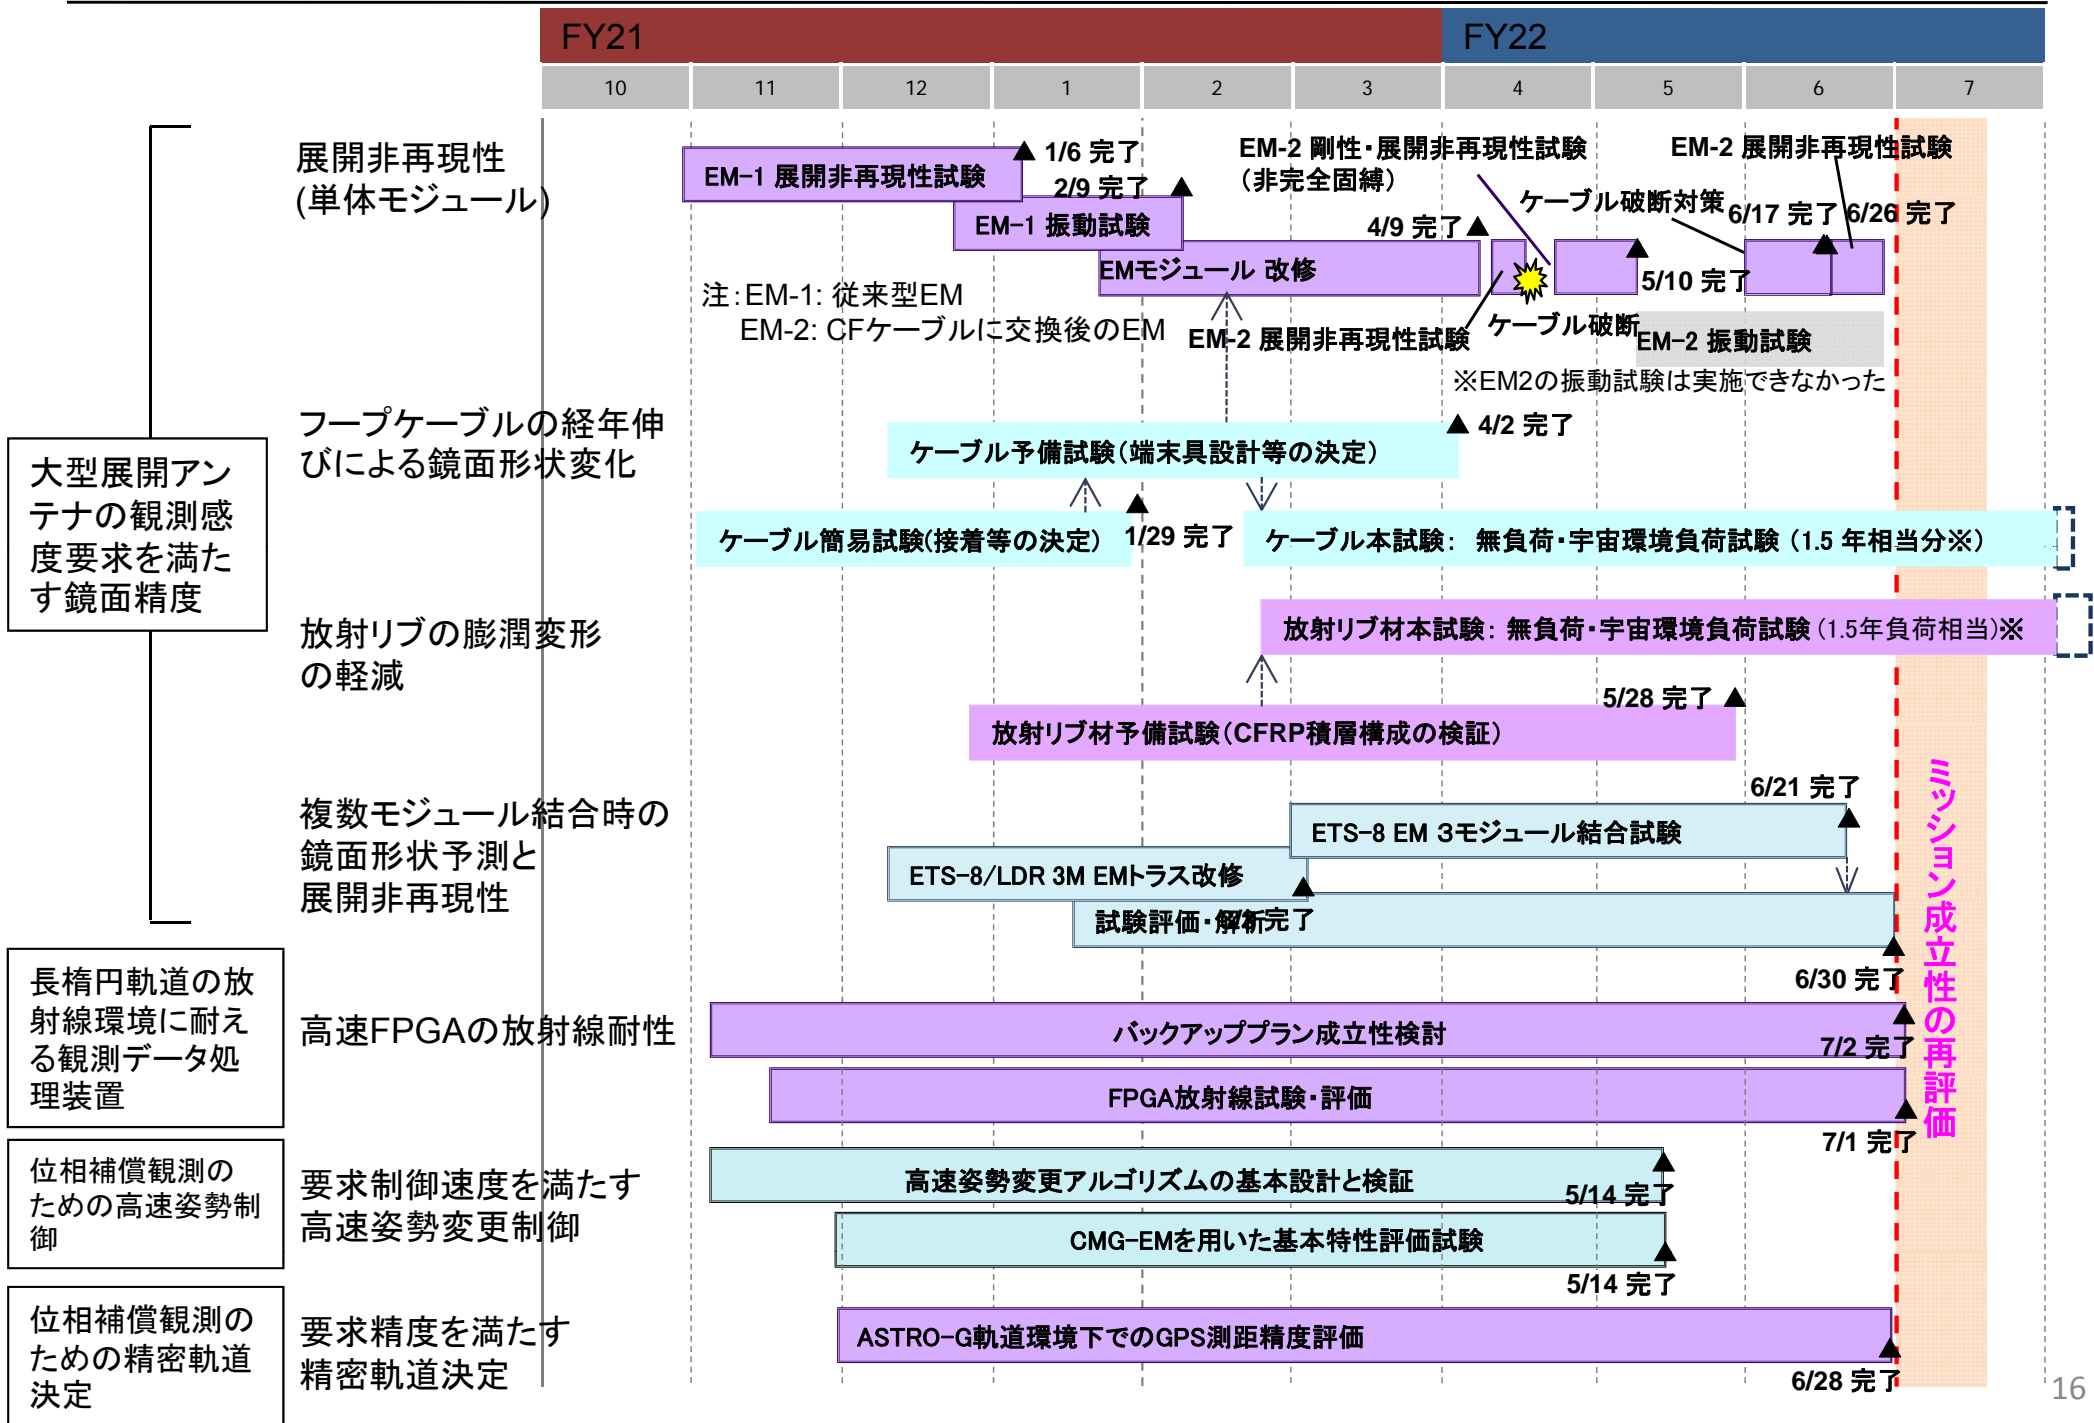 FY21
FY22
10
11
12
1
2
3
4
5
6
7
展開非再現性
(単体モジュール)
EM-1 展開非再現性試験
1/6 完了
2/9 完了
EM-1 振動試験
EMモジュール 改修
EM-2 剛性・展開非再現性試験
(非完全固縛)
4/9 完了
ケーブル破断対策
EM-2 展開非再現性試験
6/17 完了
6/26 完了
5/10 完了
注:EM-1: 従来型EM
EM-2: CFケーブルに交換後のEM
EM-2 展開非再現性試験
ケーブル破断
EM-2 振動試験
※EM2の振動試験は実施できなかった
大型展開アン
テナの観測感
度要求を満た
す鏡面精度
フープケーブルの経年伸
びによる鏡面形状変化
ケーブル予備試験(端末具設計等の決定)
4/2 完了
ケーブル簡易試験(接着等の決定)
1/29 完了
ケーブル本試験: 無負荷・宇宙環境負荷試験 (1.5 年相当分※)
放射リブの膨潤変形
の軽減
放射リブ材本試験: 無負荷・宇宙環境負荷試験 (1.5年負荷相当)※
5/28 完了
放射リブ材予備試験(CFRP積層構成の検証)
複数モジュール結合時の
鏡面形状予測と
展開非再現性
6/21 完了
ETS-8 EM 3モジュール結合試験
ETS-8/LDR 3M EMトラス改修
試験評価・解析
完了
6/30 完了
ミッション成立性の再評価
長楕円軌道の放
射線環境に耐え
る観測データ処
理装置
高速FPGAの放射線耐性
バックアッププラン成立性検討
7/2 完了
FPGA放射線試験・評価
7/1 完了
位相補償観測の
ための高速姿勢制
御
要求制御速度を満たす
高速姿勢変更制御
高速姿勢変更アルゴリズムの基本設計と検証
5/14 完了
CMG-EMを用いた基本特性評価試験
5/14 完了
位相補償観測の
ための精密軌道
決定
要求精度を満たす
精密軌道決定
ASTRO-G軌道環境下でのGPS測距精度評価
6/28 完了
16